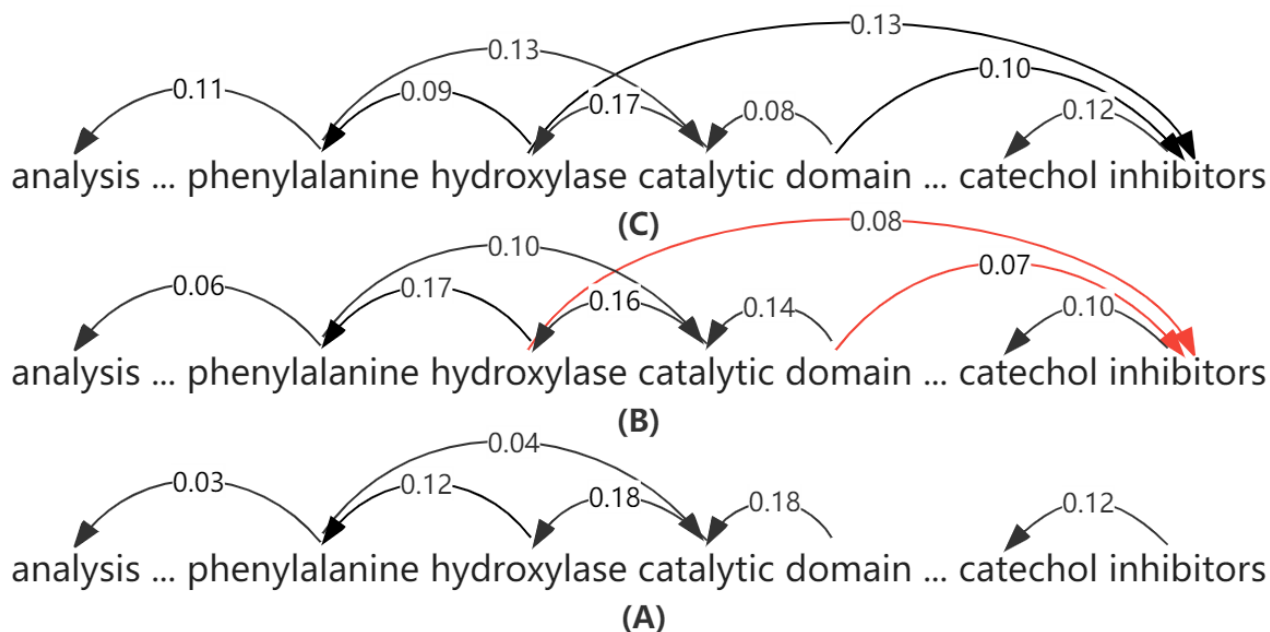 0.13
0.13
0.11 0.09 0.17 0.08 0.10 0.12
analysis ... phenylalanine hydroxylase catalytic domain ... catechol inhibitors
(C)
0.08
0.10
0.06 0.17 0.16 0.14 0.07 0.10
analysis ... phenylalanine hydroxylase catalytic domain ... catechol inhibitors
(B)
0.04
0.03 0.12 0.18 0.18 0.12
analysis ... phenylalanine hydroxylase catalytic domain ... catechol inhibitors
(A)